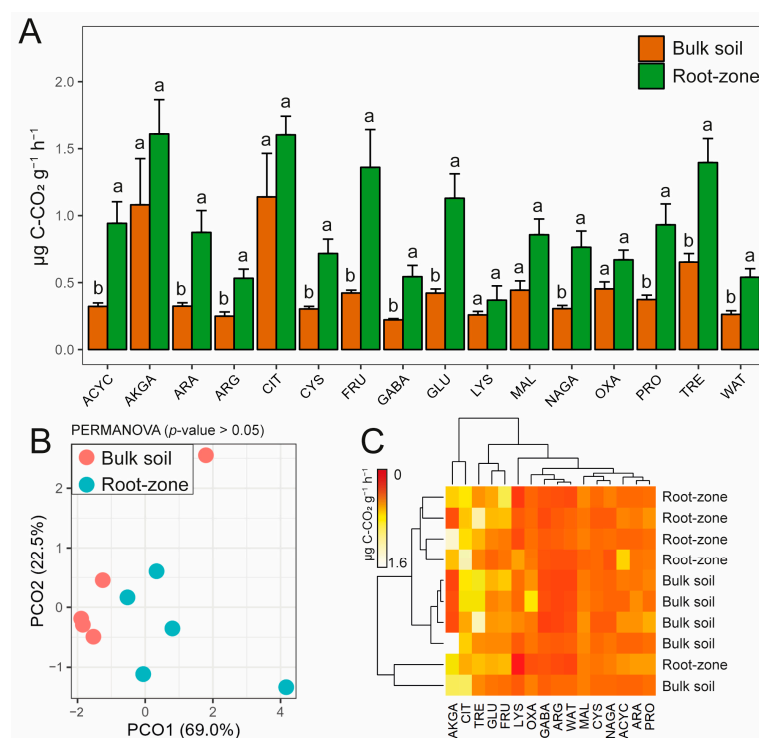 A
Bulk soil
Root-zone
µg C-CO₂ g⁻¹ h⁻¹
2.0
1.5
1.0
0.5
0.0
b a a a b a b a a a b a b a b a b a a a a a b a a a b a b a b a
ACYC AKGA ARA ARG CIT CYS FRU GABA GLU LYS MAL NAGA OXA PRO TRE WAT
B
PERMANOVA (p-value > 0.05)
Bulk soil
Root-zone
PCO2 (22.5%)
2
1
0
−1
−2 0 2 4
PCO1 (69.0%)
C
µg C-CO₂ g⁻¹ h⁻¹
0
1.6
Root-zone
Root-zone
Root-zone
Root-zone
Bulk soil
Bulk soil
Bulk soil
Bulk soil
Root-zone
Bulk soil
AKGA CIT TRE GLU FRU LYS OXA GABA ARG WAT MAL CYS NAGA ACYC ARA PRO